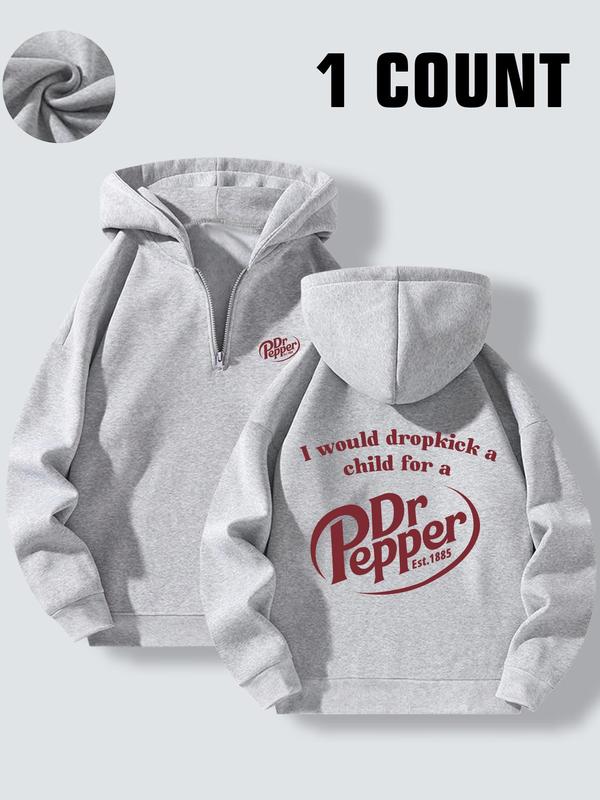 1 COUNT
Dr
Pepper
I would dropkick a
child for a
Dr
Pepper
Est.1885